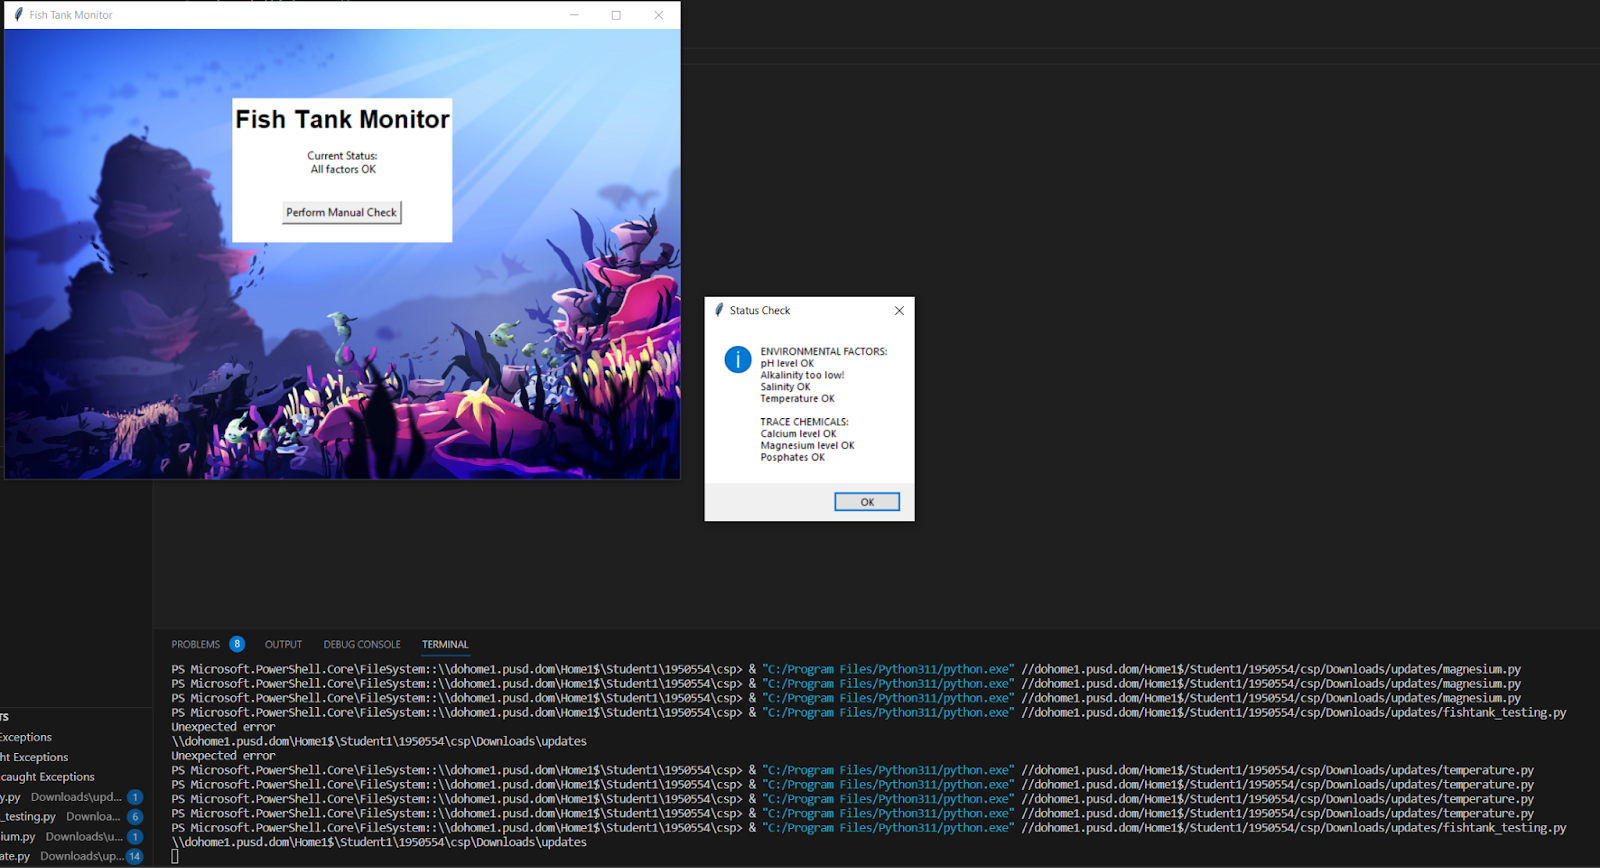 Fish Tank Monitor
Fish Tank Monitor
Current Status:
All factors OK
Perform Manual Check
Status Check
ENVIRONMENTAL FACTORS:
pH level OK
Alkalinity too low!
Salinity OK
Temperature OK
TRACE CHEMICALS:
Calcium level OK
Magnesium level OK
Posphates OK
OK
PROBLEMS 8 OUTPUT DEBUG CONSOLE TERMINAL
PS Microsoft.PowerShell.Core\FileSystem::\\dohome1.pusd.dom\Home1$\Student1\1950554\csp> & "C:/Program Files/Python311/python.exe" //dohome1.pusd.dom/Home1$/Student1/1950554/csp/Downloads/updates/magnesium.py
PS Microsoft.PowerShell.Core\FileSystem::\\dohome1.pusd.dom\Home1$\Student1\1950554\csp> & "C:/Program Files/Python311/python.exe" //dohome1.pusd.dom/Home1$/Student1/1950554/csp/Downloads/updates/magnesium.py
PS Microsoft.PowerShell.Core\FileSystem::\\dohome1.pusd.dom\Home1$\Student1\1950554\csp> & "C:/Program Files/Python311/python.exe" //dohome1.pusd.dom/Home1$/Student1/1950554/csp/Downloads/updates/magnesium.py
PS Microsoft.PowerShell.Core\FileSystem::\\dohome1.pusd.dom\Home1$\Student1\1950554\csp> & "C:/Program Files/Python311/python.exe" //dohome1.pusd.dom/Home1$/Student1/1950554/csp/Downloads/updates/fishtank_testing.py
Unexpected error
\\dohome1.pusd.dom\Home1$\Student1\1950554\csp\Downloads\updates
Unexpected error
PS Microsoft.PowerShell.Core\FileSystem::\\dohome1.pusd.dom\Home1$\Student1\1950554\csp> & "C:/Program Files/Python311/python.exe" //dohome1.pusd.dom/Home1$/Student1/1950554/csp/Downloads/updates/temperature.py
PS Microsoft.PowerShell.Core\FileSystem::\\dohome1.pusd.dom\Home1$\Student1\1950554\csp> & "C:/Program Files/Python311/python.exe" //dohome1.pusd.dom/Home1$/Student1/1950554/csp/Downloads/updates/temperature.py
PS Microsoft.PowerShell.Core\FileSystem::\\dohome1.pusd.dom\Home1$\Student1\1950554\csp> & "C:/Program Files/Python311/python.exe" //dohome1.pusd.dom/Home1$/Student1/1950554/csp/Downloads/updates/temperature.py
PS Microsoft.PowerShell.Core\FileSystem::\\dohome1.pusd.dom\Home1$\Student1\1950554\csp> & "C:/Program Files/Python311/python.exe" //dohome1.pusd.dom/Home1$/Student1/1950554/csp/Downloads/updates/temperature.py
PS Microsoft.PowerShell.Core\FileSystem::\\dohome1.pusd.dom\Home1$\Student1\1950554\csp> & "C:/Program Files/Python311/python.exe" //dohome1.pusd.dom/Home1$/Student1/1950554/csp/Downloads/updates/fishtank_testing.py
\\dohome1.pusd.dom\Home1$\Student1\1950554\csp\Downloads\updates
TS
Exceptions
ht Exceptions
caught Exceptions
y.py Downloads\upd... 1
_testing.py Downloa... 6
ium.py Downloads\u... 1
ate.py Downloads\up... 14